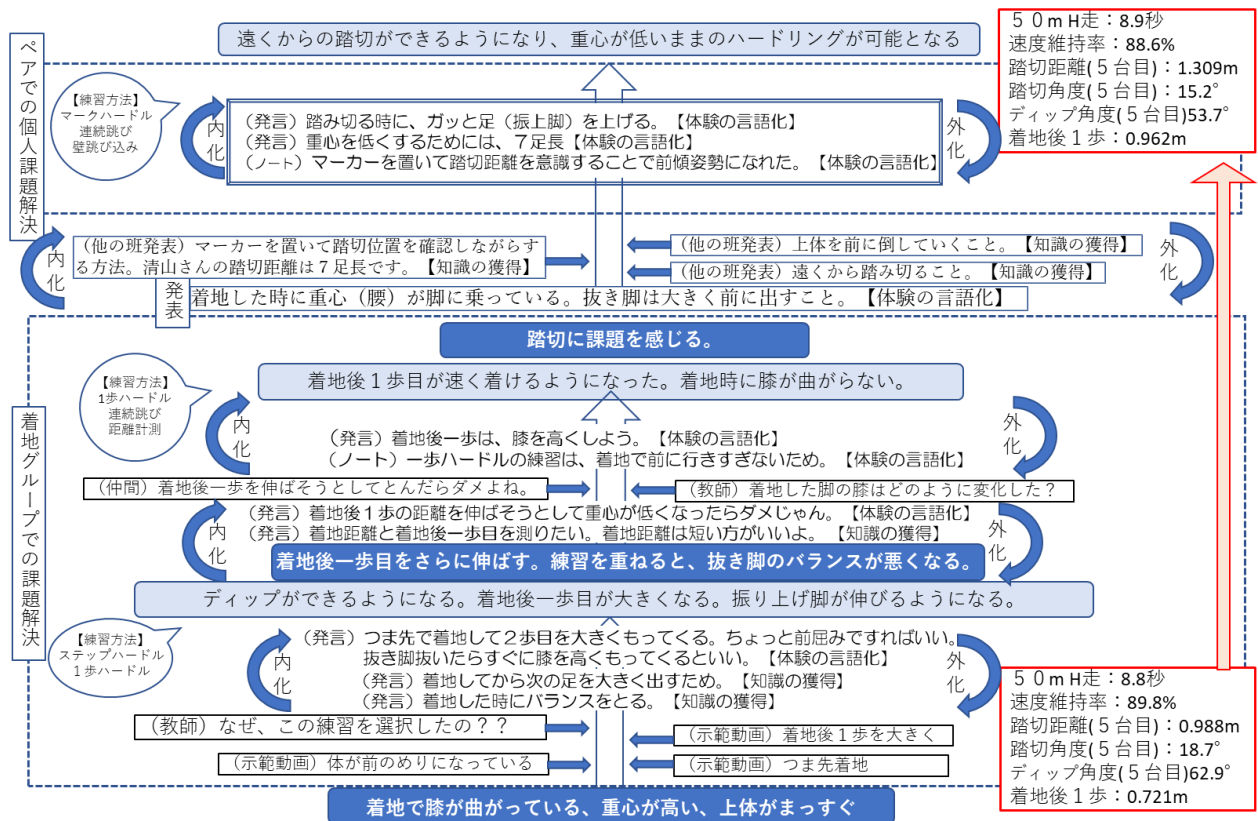 遠くからの踏切ができるようになり、重心が低いままのハードリングが可能となる
５０ｍＨ走：8.9秒
速度維持率：88.6%
踏切距離(５台目)：1.309m
踏切角度(５台目)：15.2°
ディップ角度(５台目)53.7°
着地後１歩：0.962m
ペアでの個人課題解決
【練習方法】
マークハードル
連続跳び
壁跳び込み
内化
（発言）踏み切る時に、ガッと足（振上脚）を上げる。【体験の言語化】
（発言）重心を低くするためには、７足長【体験の言語化】
（ノート）マーカーを置いて踏切距離を意識することで前傾姿勢になれた。【体験の言語化】
外化
内化
（他の班発表）マーカーを置いて踏切位置を確認しながらす
る方法。清山さんの踏切距離は７足長です。【知識の獲得】
（他の班発表）上体を前に倒していくこと。【知識の獲得】
（他の班発表）遠くから踏み切ること。【知識の獲得】
外化
発表
着地した時に重心（腰）が脚に乗っている。抜き脚は大きく前に出すこと。【体験の言語化】
踏切に課題を感じる。
着地後１歩目が速く着けるようになった。着地時に膝が曲がらない。
着地グループでの課題解決
【練習方法】
1歩ハードル
連続跳び
距離計測
内化
（発言）着地後一歩は、膝を高くしよう。【体験の言語化】
（ノート）一歩ハードルの練習は、着地で前に行きすぎないため。【体験の言語化】
外化
（仲間）着地後一歩を伸ばそうとしてとんだらダメよね。
（教師）着地した脚の膝はどのように変化した？
内化
（発言）着地後１歩の距離を伸ばそうとして重心が低くなったらダメじゃん。【体験の言語化】
（発言）着地距離と着地後一歩目を測りたい。着地距離は短い方がいいよ。【知識の獲得】
外化
着地後一歩目をさらに伸ばす。練習を重ねると、抜き脚のバランスが悪くなる。
ディップができるようになる。着地後一歩目が大きくなる。振り上げ脚が伸びるようになる。
【練習方法】
ステップハードル
１歩ハードル
内化
（発言）つま先で着地して２歩目を大きくもってくる。ちょっと前屈みですればいい。
抜き脚抜いたらすぐに膝を高くもってくるといい。【体験の言語化】
（発言）着地してから次の足を大きく出すため。【知識の獲得】
（発言）着地した時にバランスをとる。【知識の獲得】
外化
（教師）なぜ、この練習を選択したの？？
（示範動画）着地後１歩を大きく
（示範動画）体が前のめりになっている
（示範動画）つま先着地
５０ｍＨ走：8.8秒
速度維持率：89.8%
踏切距離(５台目)：0.988m
踏切角度(５台目)：18.7°
ディップ角度(５台目)62.9°
着地後１歩：0.721m
着地で膝が曲がっている、重心が高い、上体がまっすぐ